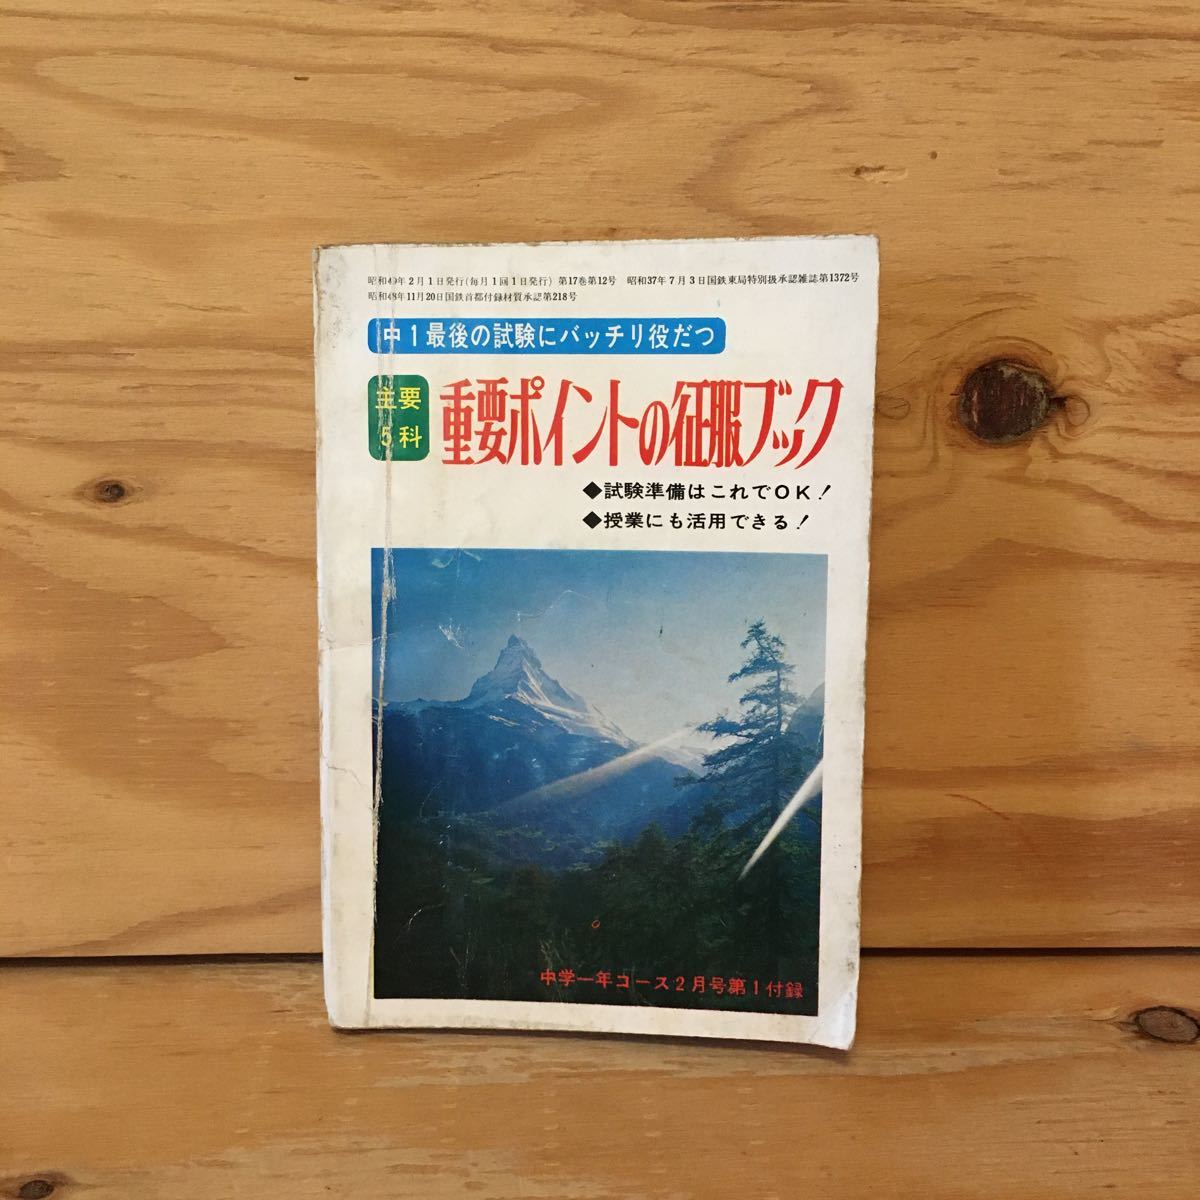 昭和49年2月1日発行(毎月1回1日発行) 第17巻第12号 昭和37年7月3日国鉄東局特別扱承認雑誌第1372号
昭和48年11月20日国鉄首都付録材質承認第218号
中1最後の試験にバッチリ役だつ
主要
5科
重要ポイントの征服ブック
◆試験準備はこれでOK!
◆授業にも活用できる!
中学一年コース2月号第1付録